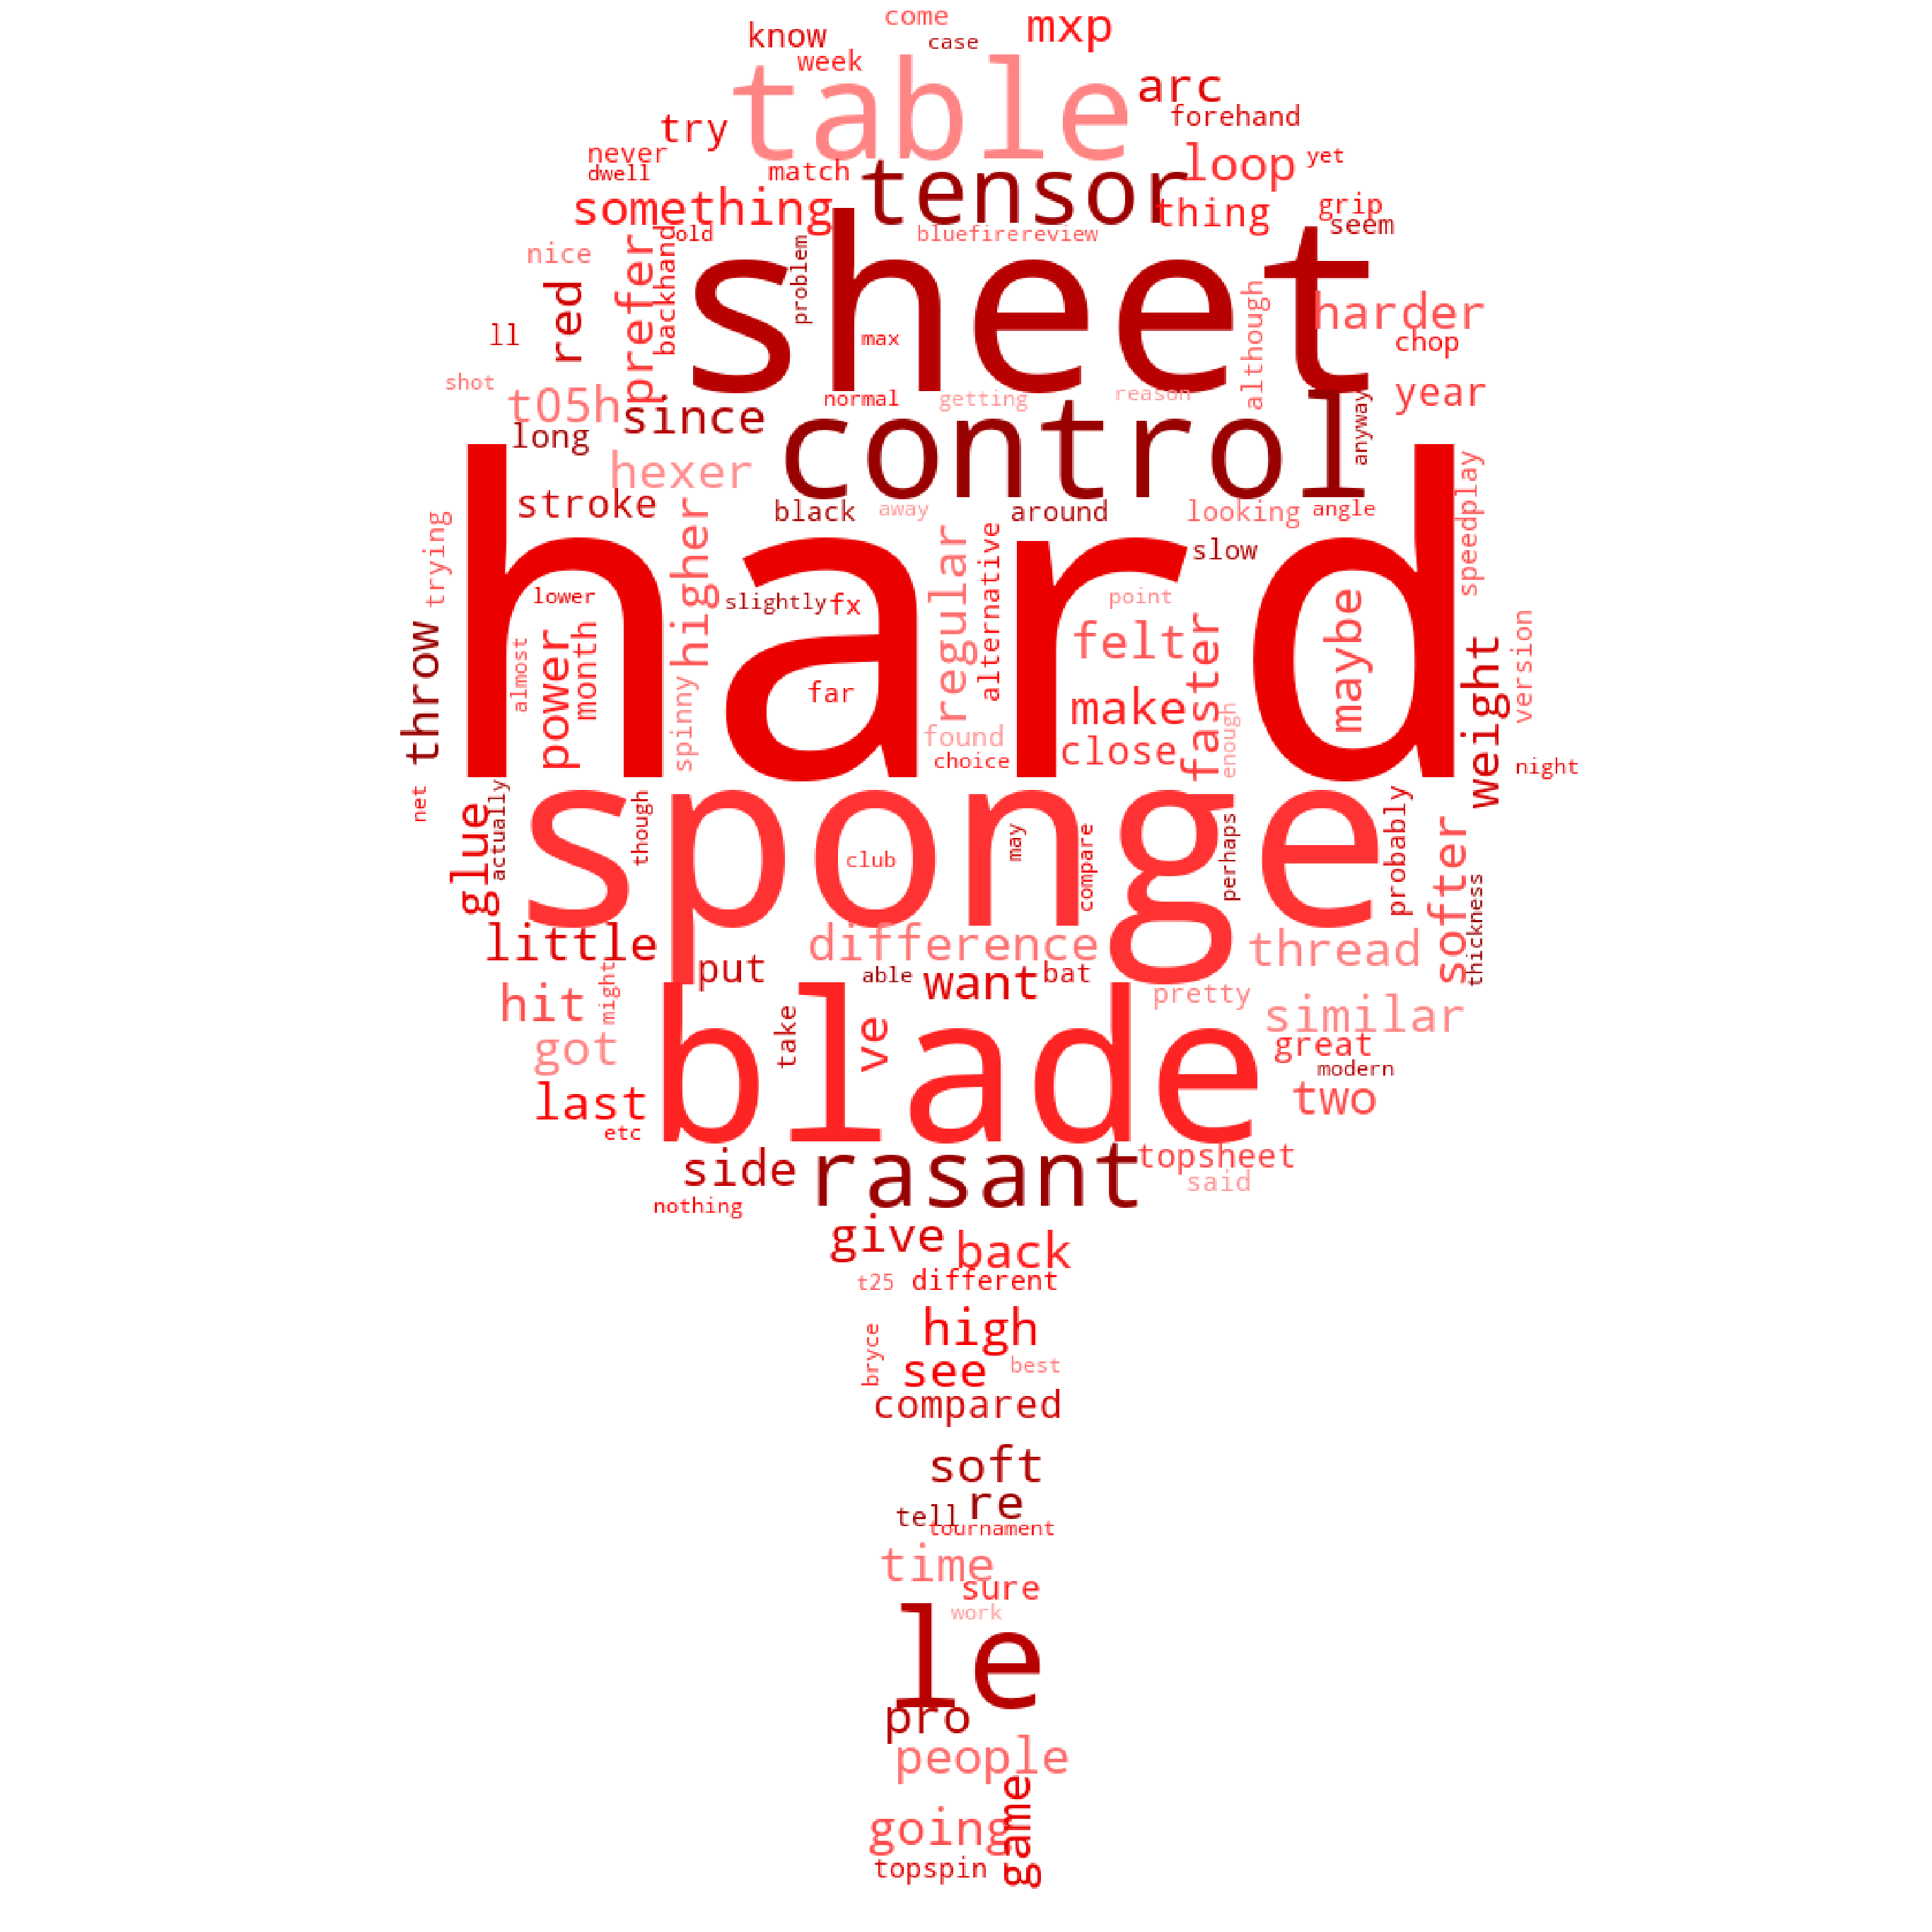 come
mxp
know
case
week
table
arc
forehand
try
never
dwell
match
loop
yet
tensor
something
thing
grip
seem
old
bluefirereview
nice
prefer
backhand
problem
sheet
red
ll
max
although
harder
chop
shot
t05h
since
normal
getting
reason
year
long
control
anyway
hexer
stroke
black
away
around
looking
angle
speedplay
trying
higher
regular
alternative
slow
hard
lower
slightly
fx
point
throw
almost
power
month
spinny
far
felt
faster
maybe
weight
version
make
found
choice
close
enough
night
net
glue
actually
though
sponge
club
may
compare
perhaps
probably
softer
thickness
little
difference
thread
put
able
want
bat
pretty
hit
might
similar
got
take
ve
blade
great
modern
last
two
etc
side
rasant
topsheet
said
nothing
give
back
t25
different
high
bryce
see
best
compared
soft
re
tell
tournament
time
sure
work
le
pro
people
going
game
topspin